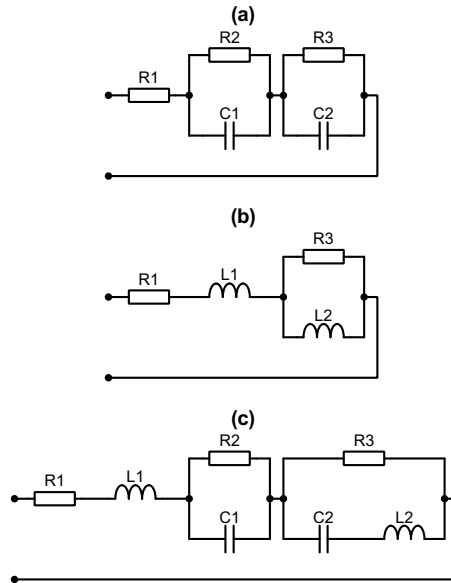 (a)
R2 R3
R1
C1 C2
(b)
R3
R1 L1
L2
(c)
R2 R3
R1 L1
C1 C2 L2